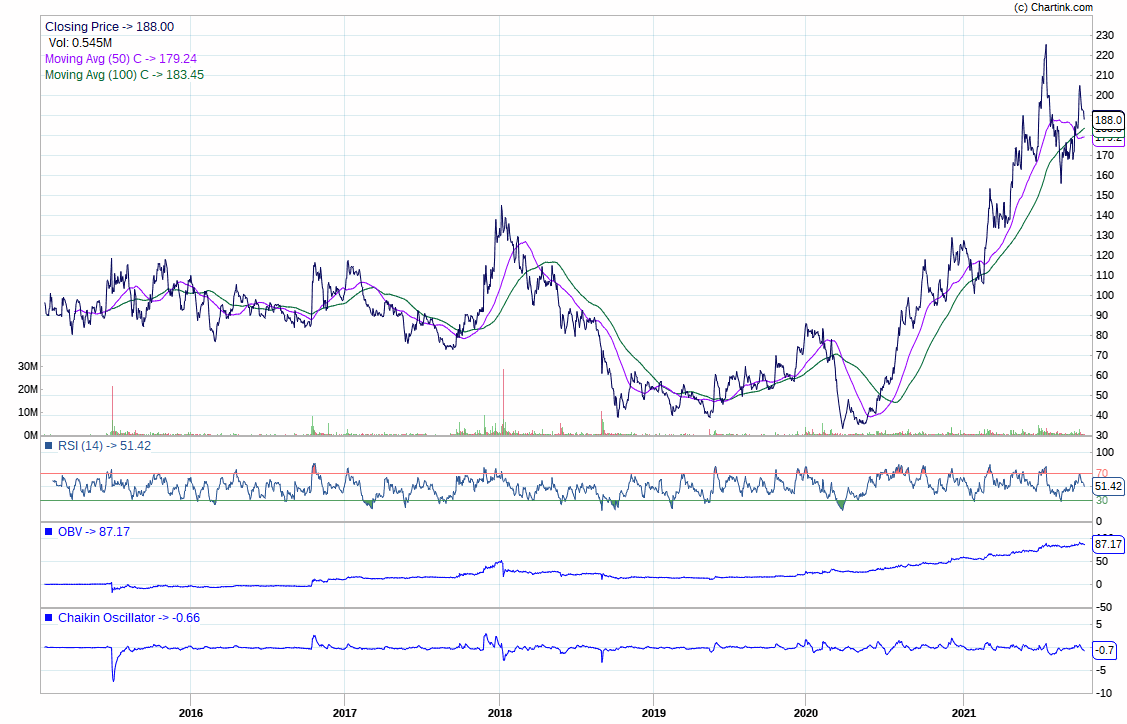 (c) Chartink.com
Closing Price -> 188.00
Vol: 0.545M
Moving Avg (50) C -> 179.24
Moving Avg (100) C -> 183.45
230
220
210
200
188.0
170
160
150
140
130
120
110
100
90
80
70
60
50
40
30
30M
20M
10M
0M
RSI (14) -> 51.42
100
70
51.42
30
0
OBV -> 87.17
87.17
50
0
-50
Chaikin Oscillator -> -0.66
5
-0.7
-5
-10
2016 2017 2018 2019 2020 2021